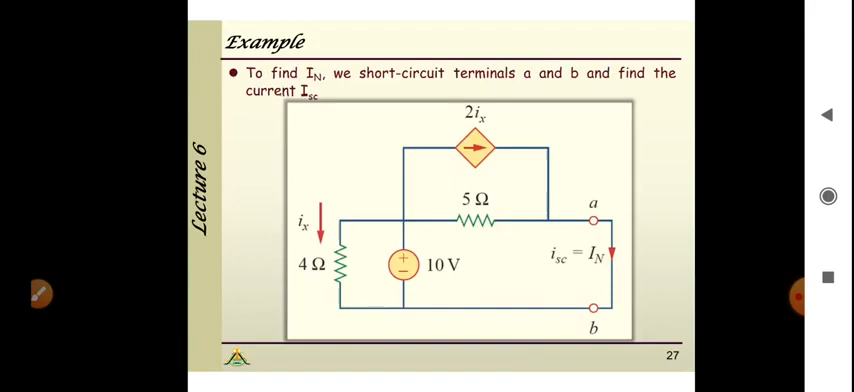 Example
To find I_N, we short-circuit terminals a and b and find the
current I_sc
2i_x
5 Ω
a
i_x
4 Ω
+
−
10 V
i_sc = I_N
b
Lecture 6
27